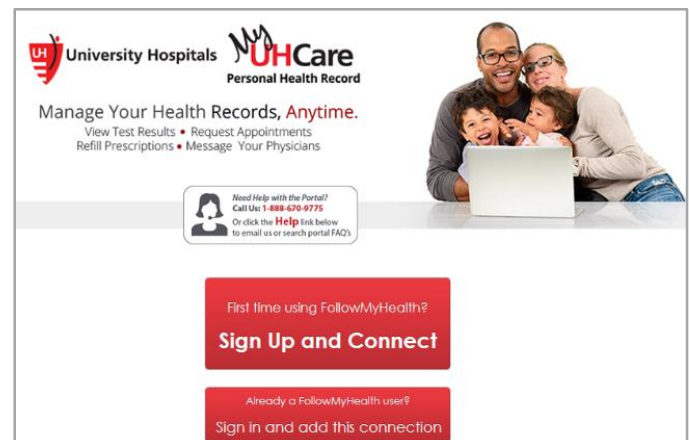 UH University Hospitals
My UHCare
Personal Health Record
Manage Your Health Records, Anytime.
View Test Results • Request Appointments
Refill Prescriptions • Message Your Physicians
Need Help with the Portal?
Call Us: 1-888-670-9775
Or click the Help link below
to email us or search portal FAQ's
First time using FollowMyHealth?
Sign Up and Connect
Already a FollowMyHealth user?
Sign in and add this connection